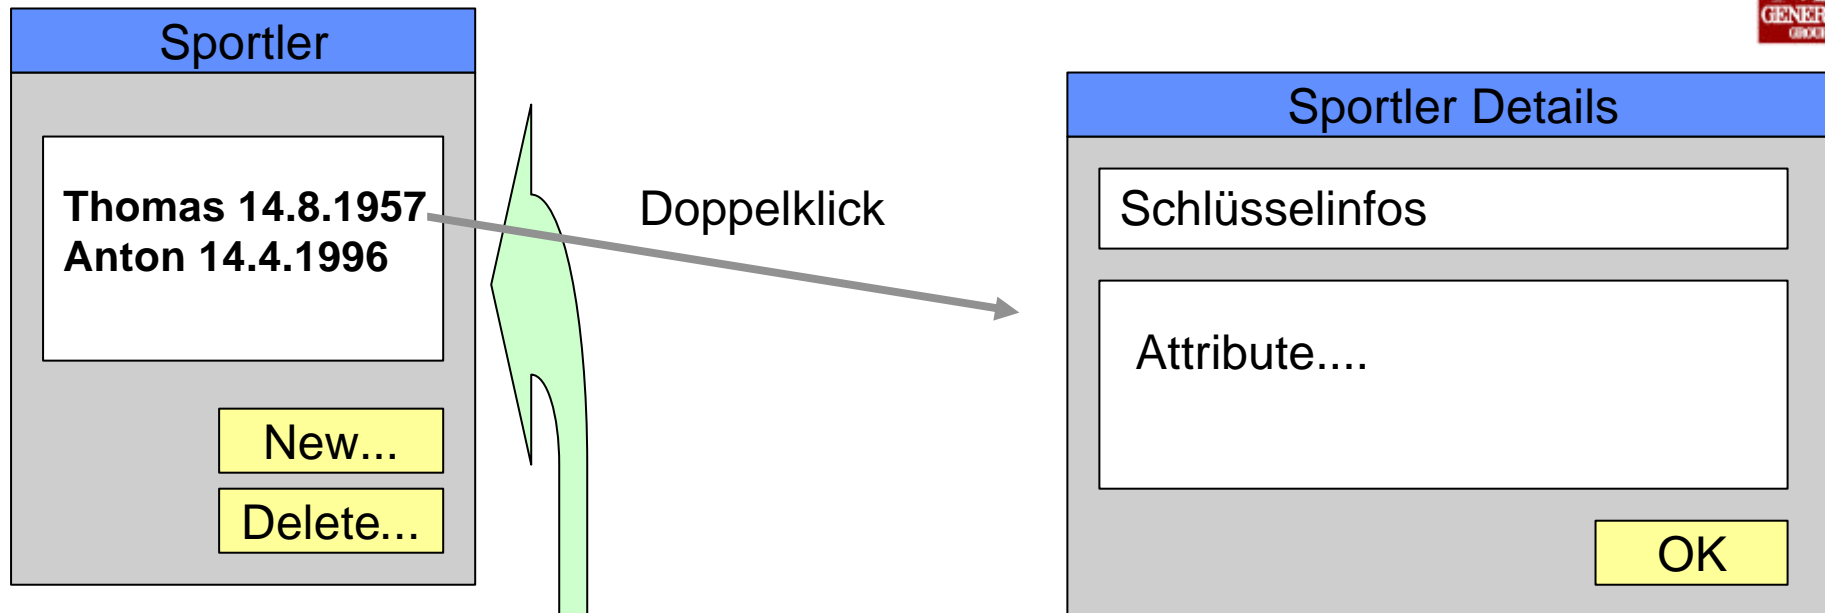 Sportler
Thomas 14.8.1957
Anton 14.4.1996
New...
Delete...
Doppelklick
Sportler Details
Schlüsselinfos
Attribute....
OK